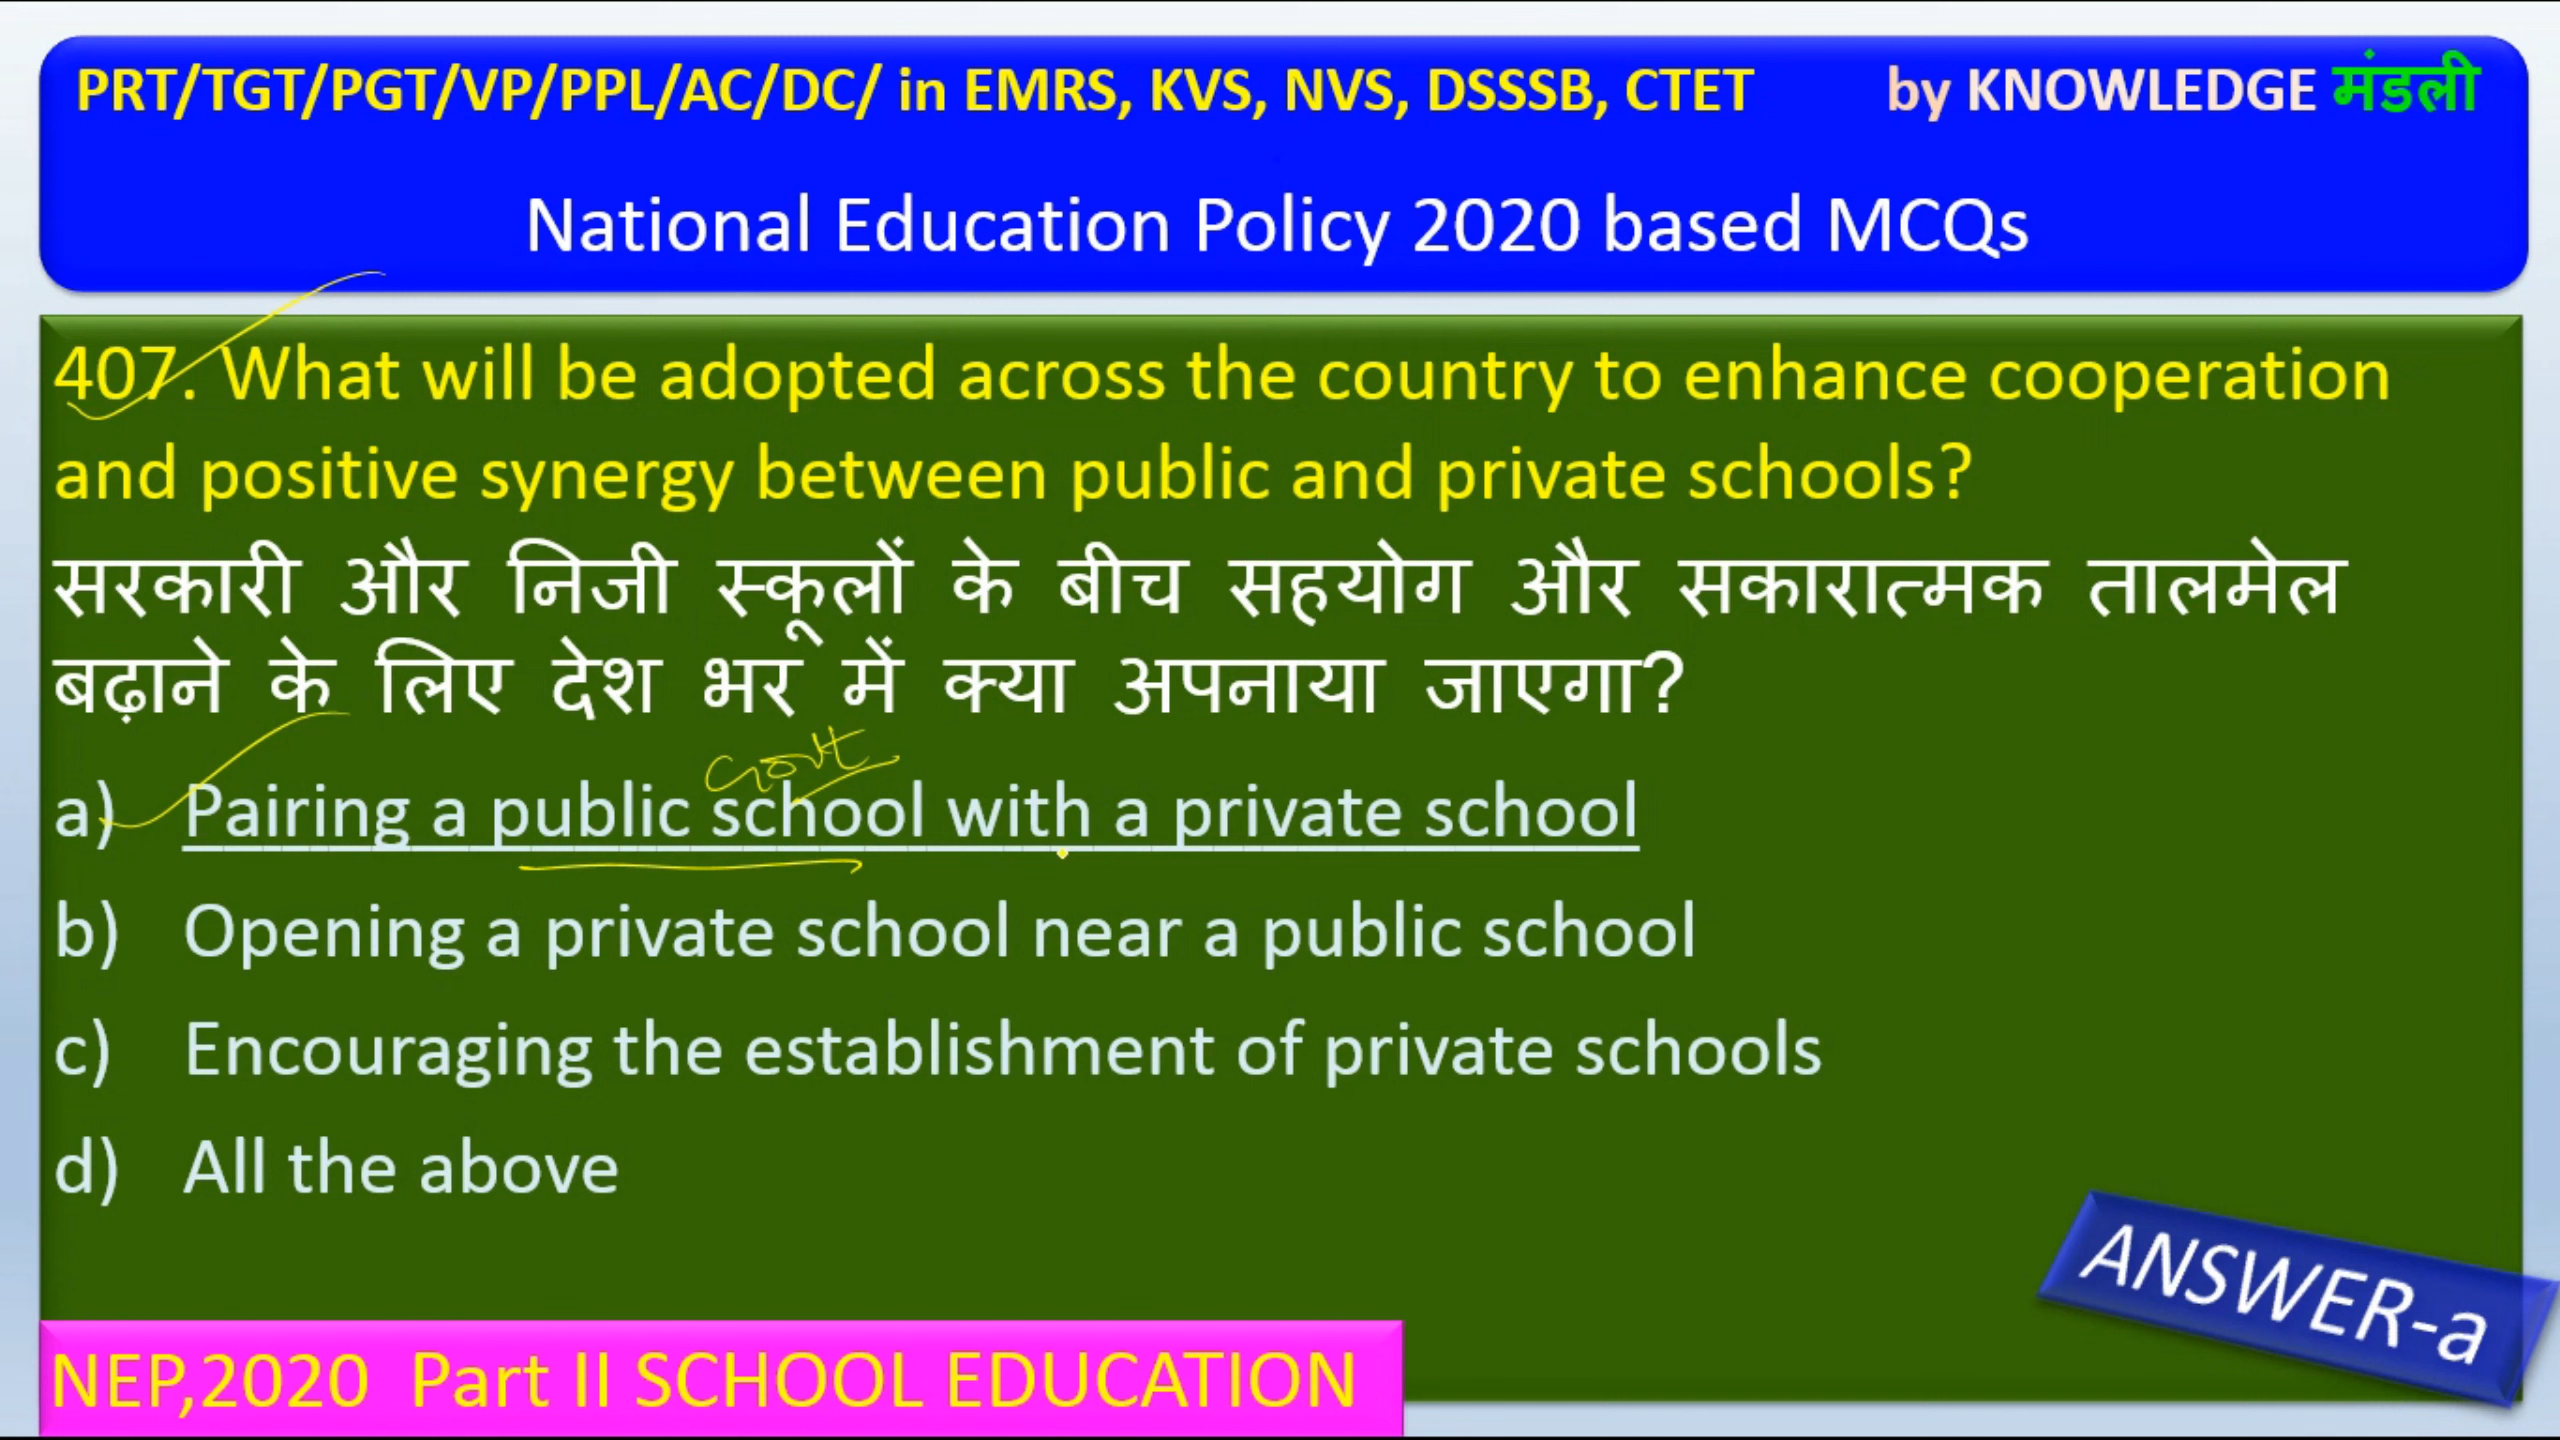 PRT/TGT/PGT/VP/PPL/AC/DC/ in EMRS, KVS, NVS, DSSSB, CTET by KNOWLEDGE मंडली
National Education Policy 2020 based MCQs
407. What will be adopted across the country to enhance cooperation
and positive synergy between public and private schools?
सरकारी और निजी स्कूलों के बीच सहयोग और सकारात्मक तालमेल
बढ़ाने के लिए देश भर में क्या अपनाया जाएगा?
Govt
a) Pairing a public school with a private school
b) Opening a private school near a public school
c) Encouraging the establishment of private schools
d) All the above
ANSWER-a
NEP,2020 Part II SCHOOL EDUCATION